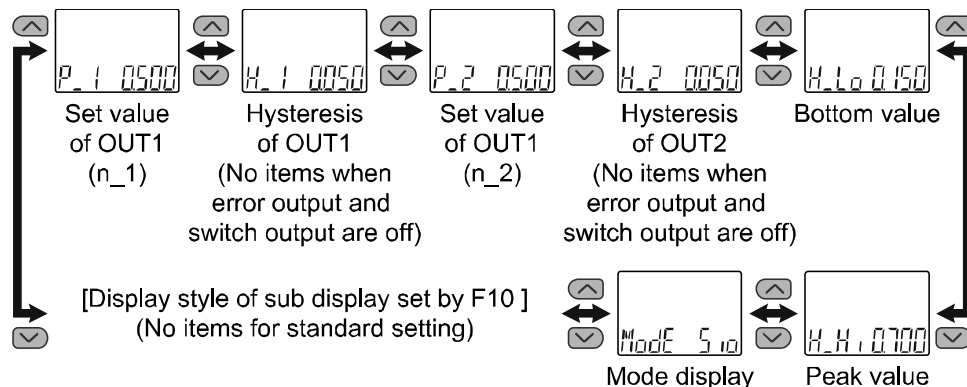 P_1 0.500
H_1 0.050
P_2 0.500
H_2 0.050
H_Lo 0.150
Set value
of OUT1
(n_1)
Hysteresis
of OUT1
(No items when
error output and
switch output are off)
Set value
of OUT1
(n_2)
Hysteresis
of OUT2
(No items when
error output and
switch output are off)
Bottom value
[Display style of sub display set by F10 ]
(No items for standard setting)
ModE Sio
H_Hi 0.700
Mode display
Peak value